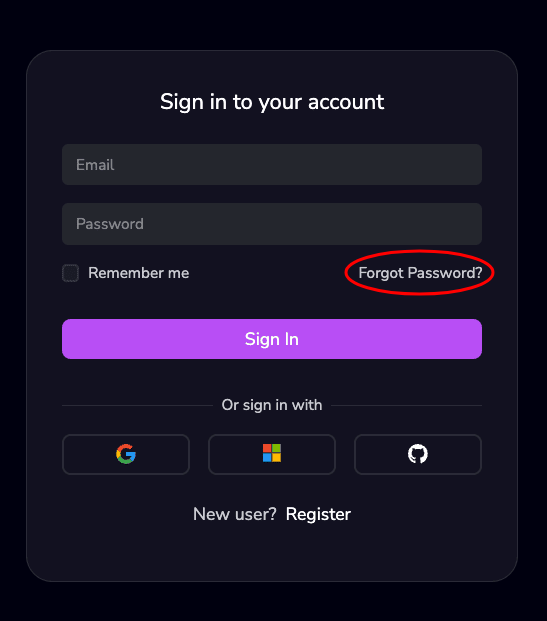 Sign in to your account
Email
Password
Remember me Forgot Password?
Sign In
Or sign in with
New user? Register